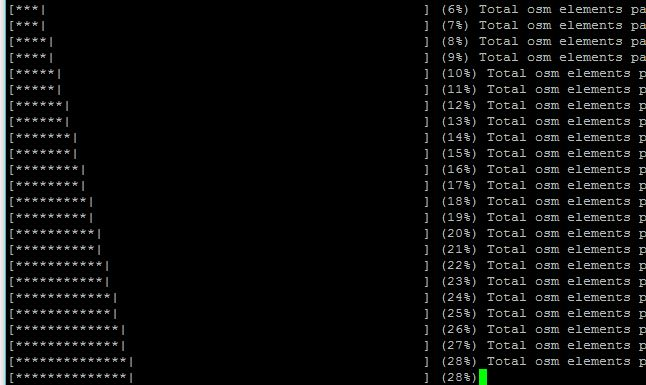 [***|                                                ] (6%) Total osm elements pa
[***|                                                ] (7%) Total osm elements pa
[****|                                               ] (8%) Total osm elements pa
[****|                                               ] (9%) Total osm elements pa
[*****|                                              ] (10%) Total osm elements p
[*****|                                              ] (11%) Total osm elements p
[******|                                             ] (12%) Total osm elements p
[******|                                             ] (13%) Total osm elements p
[*******|                                            ] (14%) Total osm elements p
[*******|                                            ] (15%) Total osm elements p
[********|                                           ] (16%) Total osm elements p
[********|                                           ] (17%) Total osm elements p
[*********|                                          ] (18%) Total osm elements p
[*********|                                          ] (19%) Total osm elements p
[**********|                                         ] (20%) Total osm elements p
[**********|                                         ] (21%) Total osm elements p
[***********|                                        ] (22%) Total osm elements p
[***********|                                        ] (23%) Total osm elements p
[************|                                       ] (24%) Total osm elements p
[************|                                       ] (25%) Total osm elements p
[*************|                                      ] (26%) Total osm elements p
[*************|                                      ] (27%) Total osm elements p
[**************|                                     ] (28%) Total osm elements p
[**************|                                     ] (28%)